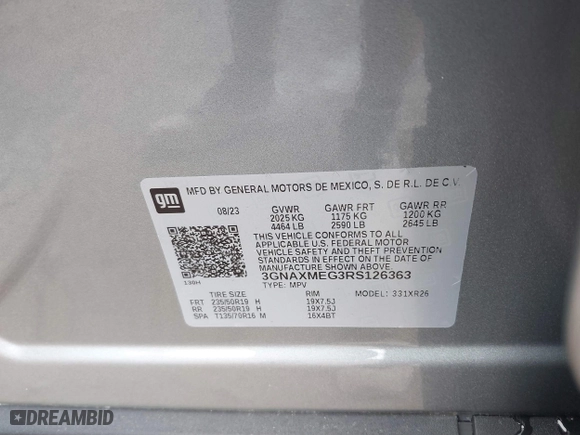 gm
MFD BY GENERAL MOTORS DE MEXICO, S. DE R.L. DE C.V.
08/23 GVWR GAWR FRT GAWR RR
2025 KG 1175 KG 1200 KG
4464 LB 2590 LB 2645 LB
THIS VEHICLE CONFORMS TO ALL
APPLICABLE U.S. FEDERAL MOTOR
VEHICLE SAFETY AND THEFT PREVENTION
STANDARDS IN EFFECT ON THE DATE OF
MANUFACTURE SHOWN ABOVE.
3GNAXMEG3RS126363
130H TYPE: MPV MODEL: 331XR26
TIRE SIZE RIM
FRT 235/50R19 H 19X7.5J
RR 235/50R19 H 19X7.5J
SPA T135/70R16 M 16X4BT
DREAMBID